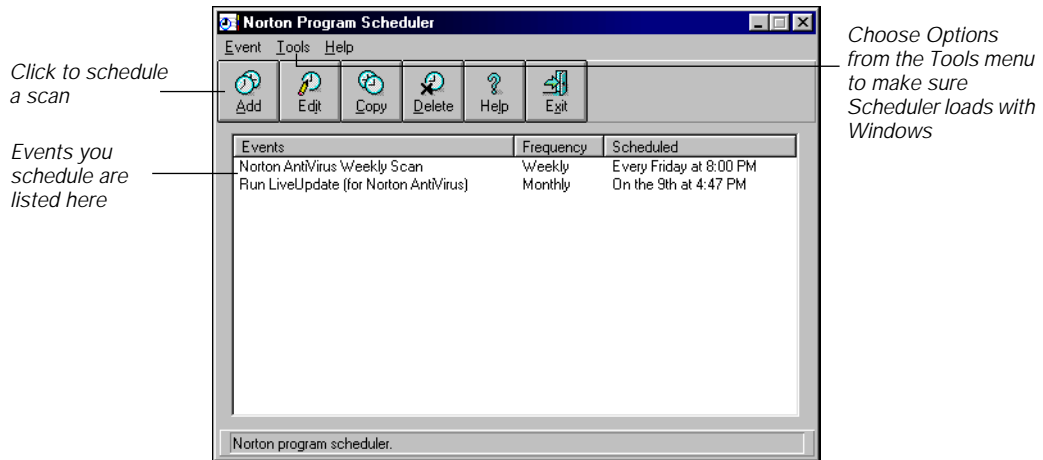 Norton Program Scheduler
Event Tools Help
Add Edit Copy Delete Help Exit
Click to schedule
a scan
Choose Options
from the Tools menu
to make sure
Scheduler loads with
Windows
Events Frequency Scheduled
Norton AntiVirus Weekly Scan Weekly Every Friday at 8:00 PM
Run LiveUpdate (for Norton AntiVirus) Monthly On the 9th at 4:47 PM
Events you
schedule are
listed here
Norton program scheduler.